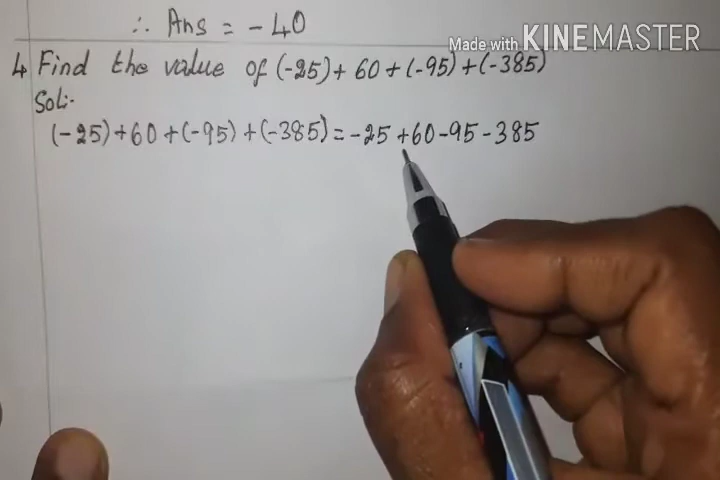 ∴ Ans = -40
Made with KINEMASTER
4 Find the value of (-25)+ 60 +(-95) +(-385)
Sol:-
(-25)+60 +(-95) +(-385) = -25 +60-95-385